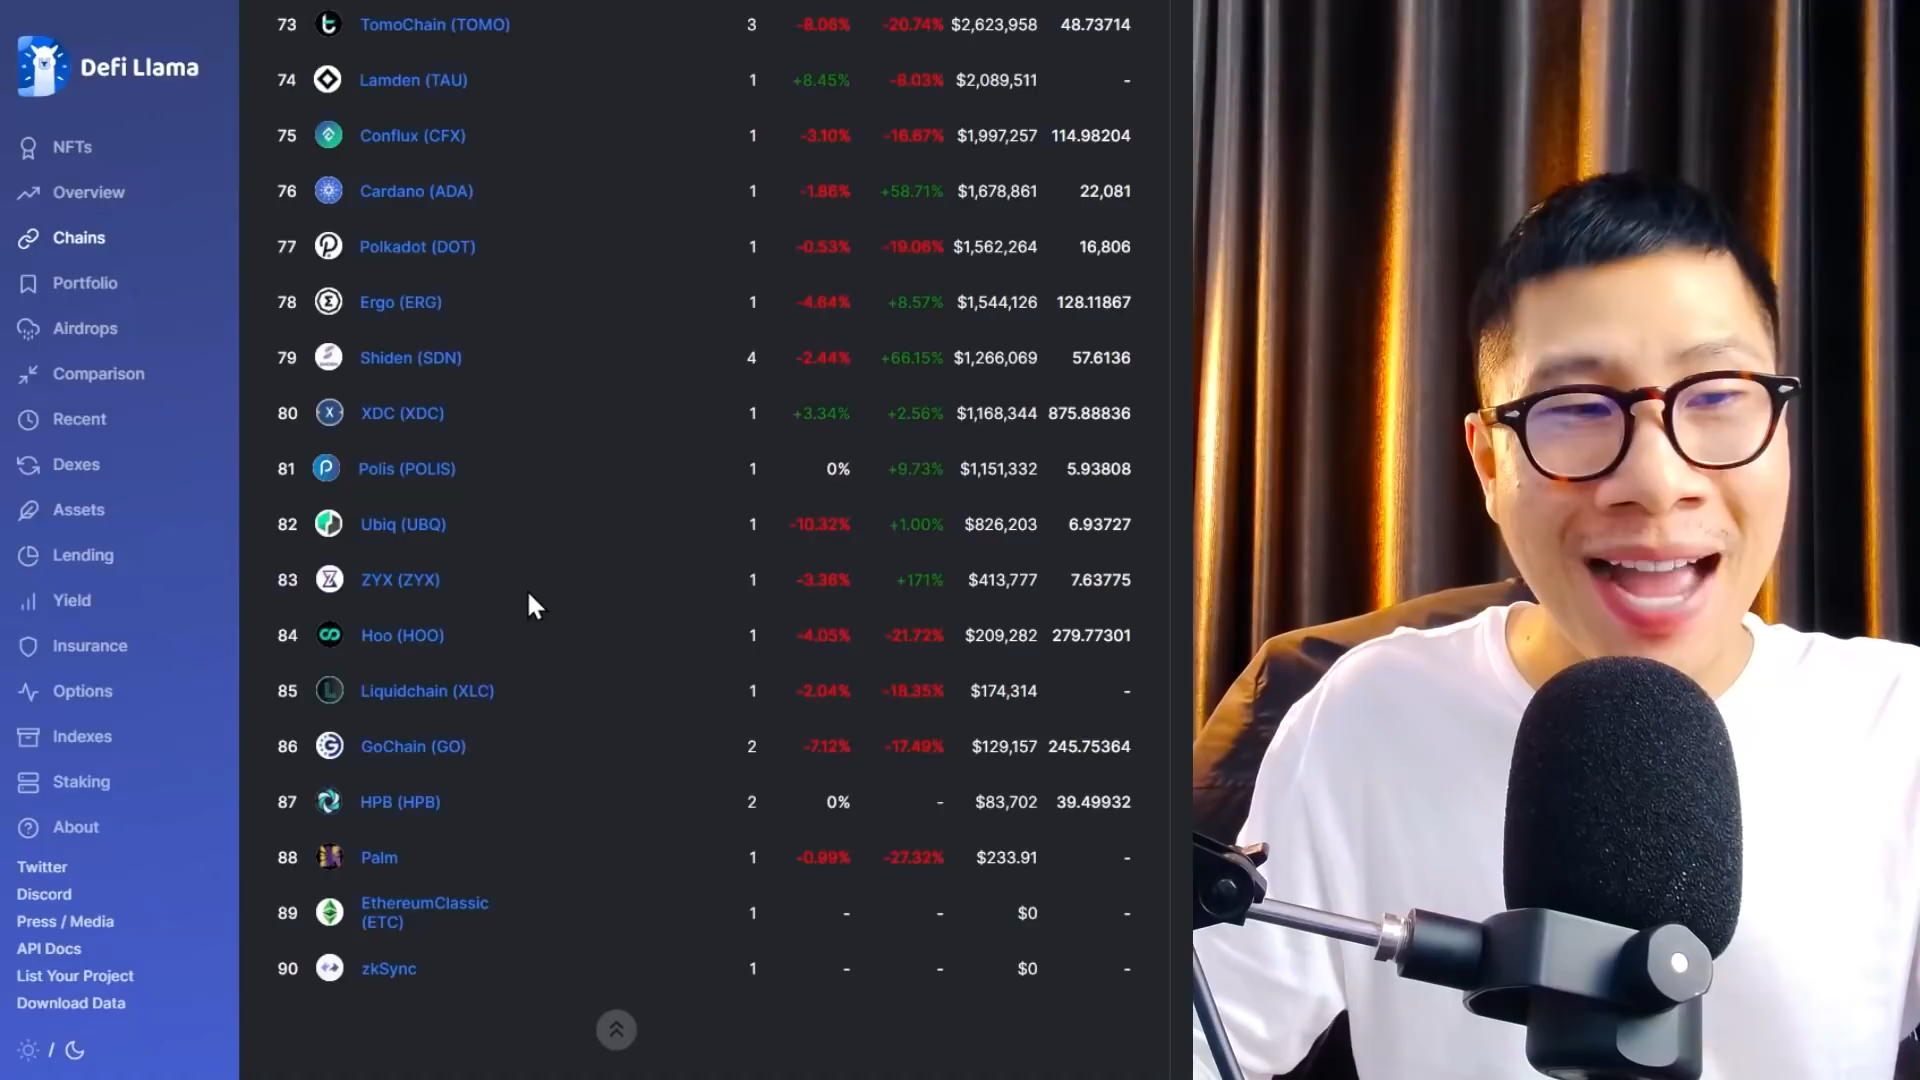 Defi Llama
NFTs
Overview
Chains
Portfolio
Airdrops
Comparison
Recent
Dexes
Assets
Lending
Yield
Insurance
Options
Indexes
Staking
About
Twitter
Discord
Press / Media
API Docs
List Your Project
Download Data
/
73 TomoChain (TOMO) 3 -8.06% -20.74% $2,623,958 48.73714
74 Lamden (TAU) 1 +8.45% -8.03% $2,089,511 -
75 Conflux (CFX) 1 -3.10% -16.67% $1,997,257 114.98204
76 Cardano (ADA) 1 -1.86% +58.71% $1,678,861 22,081
77 Polkadot (DOT) 1 -0.53% -19.06% $1,562,264 16,806
78 Ergo (ERG) 1 -4.64% +8.57% $1,544,126 128.11867
79 Shiden (SDN) 4 -2.44% +66.15% $1,266,069 57.6136
80 XDC (XDC) 1 +3.34% +2.56% $1,168,344 875.88836
81 Polis (POLIS) 1 0% +9.73% $1,151,332 5.93808
82 Ubiq (UBQ) 1 -10.32% +1.00% $826,203 6.93727
83 ZYX (ZYX) 1 -3.36% +171% $413,777 7.63775
84 Hoo (HOO) 1 -4.05% -21.72% $209,282 279.77301
85 Liquidchain (XLC) 1 -2.04% -18.35% $174,314 -
86 GoChain (GO) 2 -7.12% -17.49% $129,157 245.75364
87 HPB (HPB) 2 0% - $83,702 39.49932
88 Palm 1 -0.99% -27.32% $233.91 -
89 EthereumClassic 1 - - $0 -
(ETC)
90 zkSync 1 - - $0 -